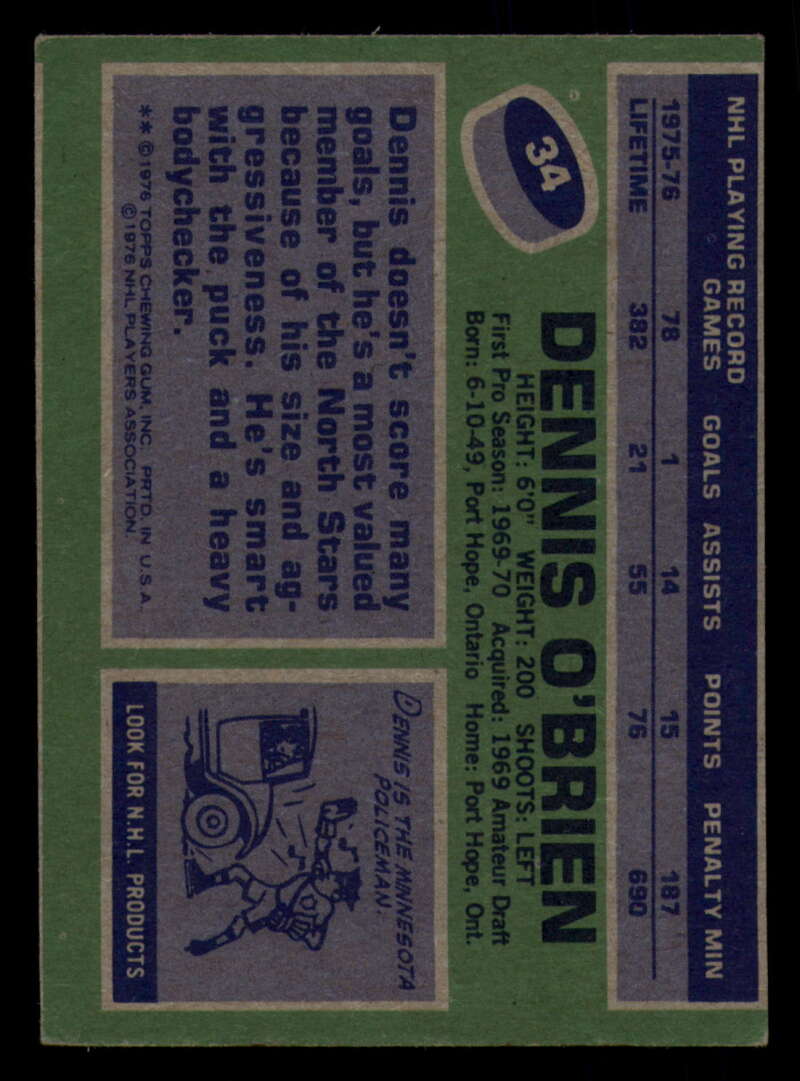 NHL PLAYING RECORD
GAMES GOALS ASSISTS POINTS PENALTY MIN
1975-76 78 1 14 15 187
LIFETIME 382 21 55 76 690
34
DENNIS O'BRIEN
HEIGHT: 6'0" WEIGHT: 200 SHOOTS: LEFT
First Pro Season: 1969-70 Acquired: 1969 Amateur Draft
Born: 6-10-49, Port Hope, Ontario Home: Port Hope, Ont.
Dennis doesn't score many
goals, but he's a most valued
member of the North Stars
because of his size and ag-
gressiveness. He's smart
with the puck and a heavy
bodychecker.
** © 1976 TOPPS CHEWING GUM, INC. PRTD. IN U.S.A.
© 1976 NHL PLAYERS ASSOCIATION.
DENNIS IS THE MINNESOTA
POLICEMAN.
LOOK FOR N.H.L. PRODUCTS